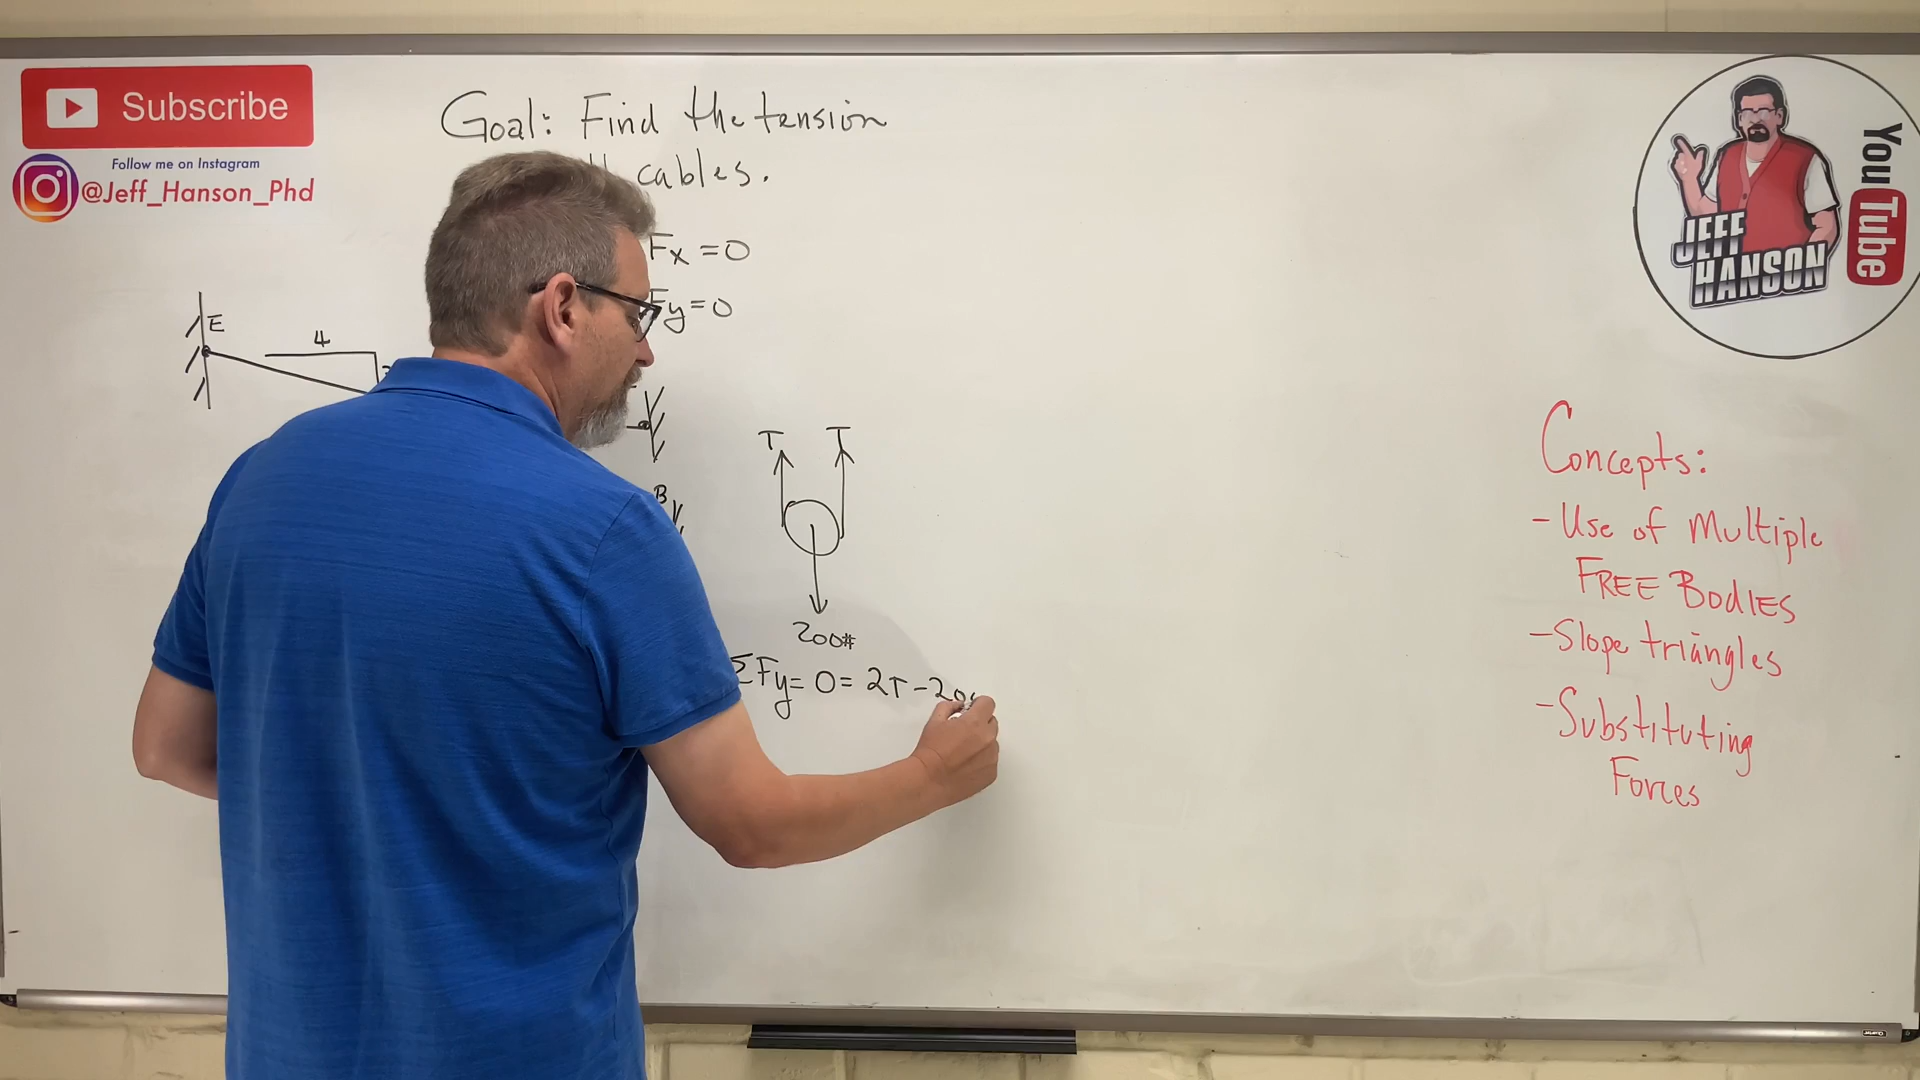 Subscribe
Follow me on Instagram
@Jeff_Hanson_Phd
Goal: Find the tension
cables.
Fx = 0
Fy = 0
E
4
B
T T
200#
ΣFy = 0 = 2T - 20
Concepts:
- Use of Multiple
FREE BODIES
- Slope triangles
- Substituting
Forces
JEFF
HANSON
YouTube